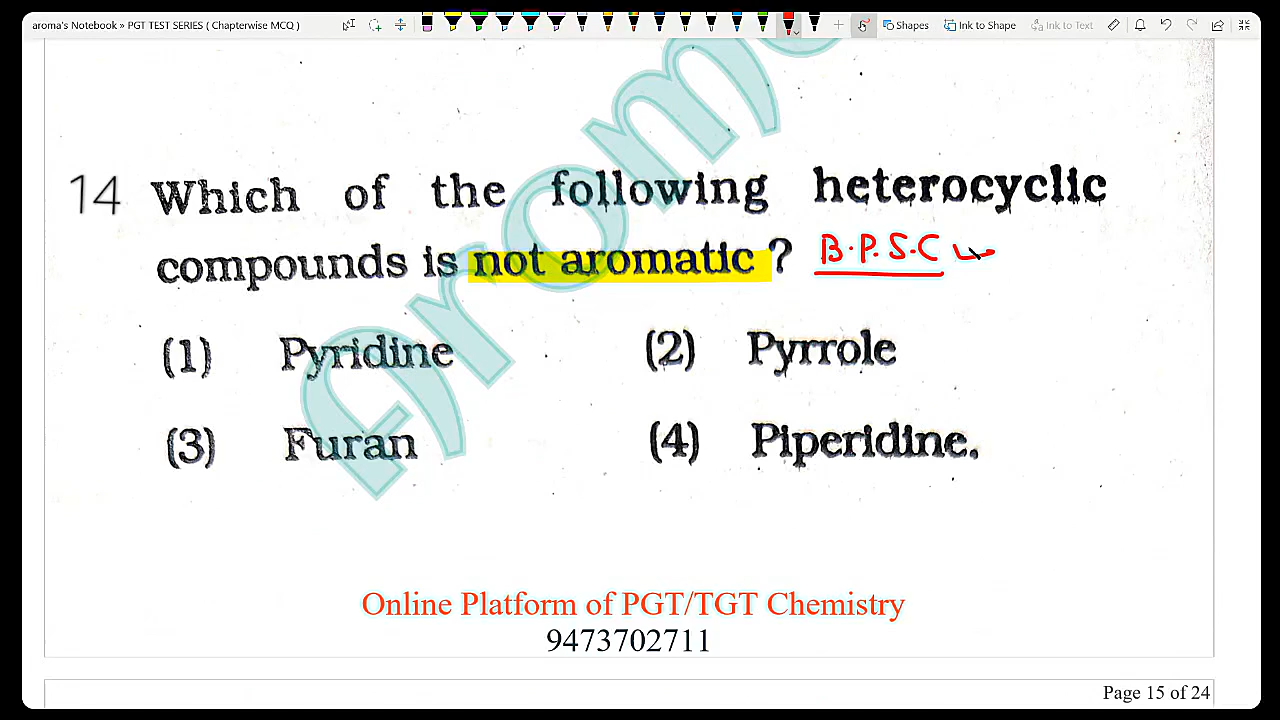 aroma's Notebook » PGT TEST SERIES ( Chapterwise MCQ )
Shapes Ink to Shape Ink to Text
Aroma
14 Which of the following heterocyclic
compounds is not aromatic ? B.P.S.C
(1) Pyridine (2) Pyrrole
(3) Furan (4) Piperidine.
Online Platform of PGT/TGT Chemistry
9473702711
Page 15 of 24